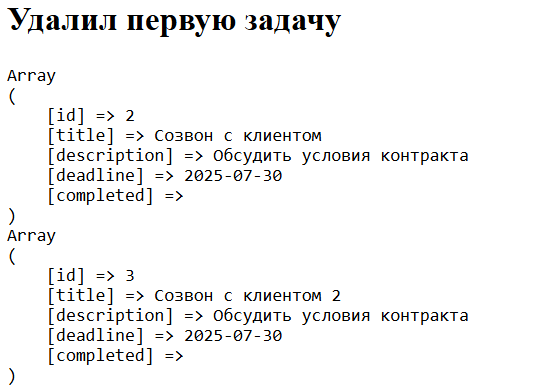 Удалил первую задачу
Array
(
    [id] => 2
    [title] => Созвон с клиентом
    [description] => Обсудить условия контракта
    [deadline] => 2025-07-30
    [completed] =>
)
Array
(
    [id] => 3
    [title] => Созвон с клиентом 2
    [description] => Обсудить условия контракта
    [deadline] => 2025-07-30
    [completed] =>
)